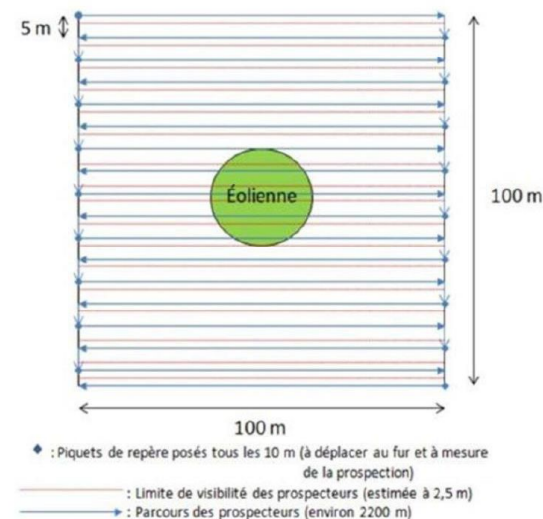 5 m
Éolienne
100 m
100 m
: Piquets de repère posés tous les 10 m (à déplacer au fur et à mesure
de la prospection)
: Limite de visibilité des prospecteurs (estimée à 2,5 m)
: Parcours des prospecteurs (environ 2200 m)